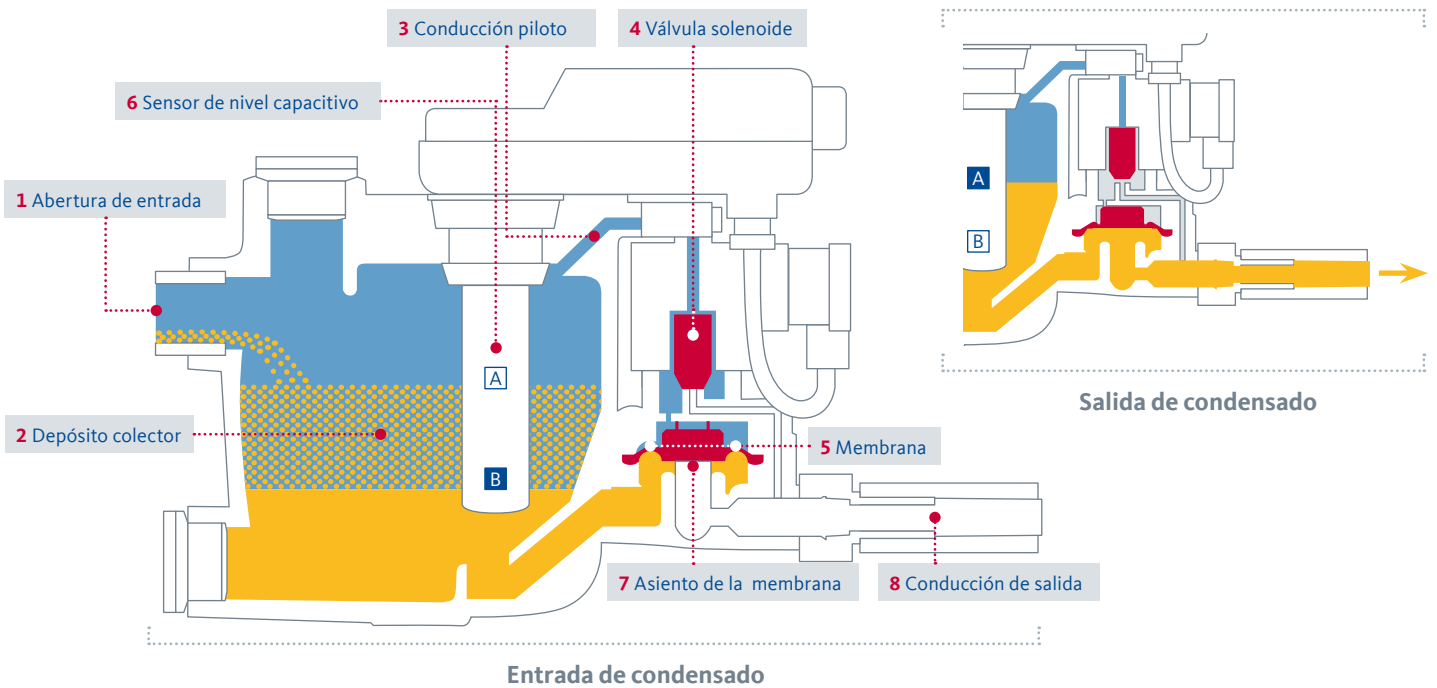 3 Conducción piloto
4 Válvula solenoide
6 Sensor de nivel capacitivo
1 Abertura de entrada
A
B
2 Depósito colector
5 Membrana
7 Asiento de la membrana
8 Conducción de salida
Entrada de condensado
A
B
Salida de condensado